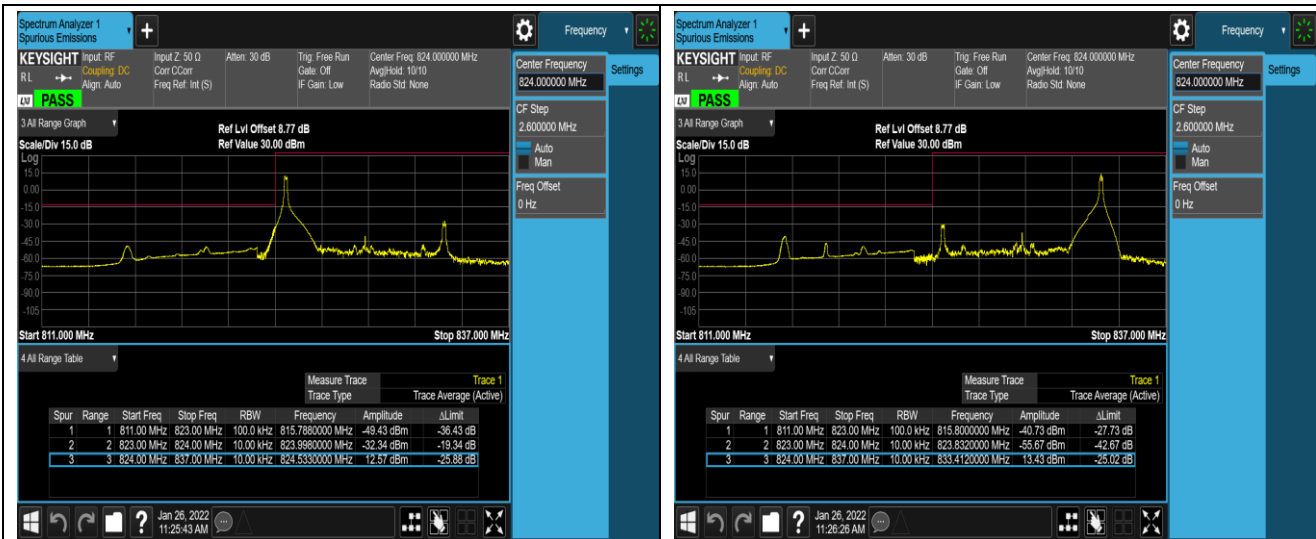 Spectrum Analyzer 1
Spurious Emissions
Frequency
KEYSIGHT Input: RF Input Z: 50 Ω Atten: 30 dB Trig: Free Run Center Freq: 824.000000 MHz
R L Coupling: DC Corr CCorr Gate: Off Avg|Hold: 10/10
Align: Auto Freq Ref: Int (S) IF Gain: Low Radio Std: None
LXI PASS
Center Frequency
824.000000 MHz
Settings
CF Step
2.600000 MHz
Auto
Man
Freq Offset
0 Hz
3 All Range Graph
Ref Lvl Offset 8.77 dB
Scale/Div 15.0 dB Ref Value 30.00 dBm
Log
15.0
0.00
-15.0
-30.0
-45.0
-60.0
-75.0
-90.0
-105
Start 811.000 MHz Stop 837.000 MHz
4 All Range Table
Measure Trace Trace 1
Trace Type Trace Average (Active)
Spur Range Start Freq Stop Freq RBW Frequency Amplitude ΔLimit
1 1 811.00 MHz 823.00 MHz 100.0 kHz 815.7880000 MHz -49.43 dBm -36.43 dB
2 2 823.00 MHz 824.00 MHz 10.00 kHz 823.9980000 MHz -32.34 dBm -19.34 dB
3 3 824.00 MHz 837.00 MHz 10.00 kHz 824.5330000 MHz 12.57 dBm -25.88 dB
Jan 26, 2022
11:25:43 AM
Spectrum Analyzer 1
Spurious Emissions
Frequency
KEYSIGHT Input: RF Input Z: 50 Ω Atten: 30 dB Trig: Free Run Center Freq: 824.000000 MHz
R L Coupling: DC Corr CCorr Gate: Off Avg|Hold: 10/10
Align: Auto Freq Ref: Int (S) IF Gain: Low Radio Std: None
LXI PASS
Center Frequency
824.000000 MHz
Settings
CF Step
2.600000 MHz
Auto
Man
Freq Offset
0 Hz
3 All Range Graph
Ref Lvl Offset 8.77 dB
Scale/Div 15.0 dB Ref Value 30.00 dBm
Log
15.0
0.00
-15.0
-30.0
-45.0
-60.0
-75.0
-90.0
-105
Start 811.000 MHz Stop 837.000 MHz
4 All Range Table
Measure Trace Trace 1
Trace Type Trace Average (Active)
Spur Range Start Freq Stop Freq RBW Frequency Amplitude ΔLimit
1 1 811.00 MHz 823.00 MHz 100.0 kHz 815.8000000 MHz -40.73 dBm -27.73 dB
2 2 823.00 MHz 824.00 MHz 10.00 kHz 823.8320000 MHz -55.67 dBm -42.67 dB
3 3 824.00 MHz 837.00 MHz 10.00 kHz 833.4120000 MHz 13.43 dBm -25.02 dB
Jan 26, 2022
11:26:26 AM